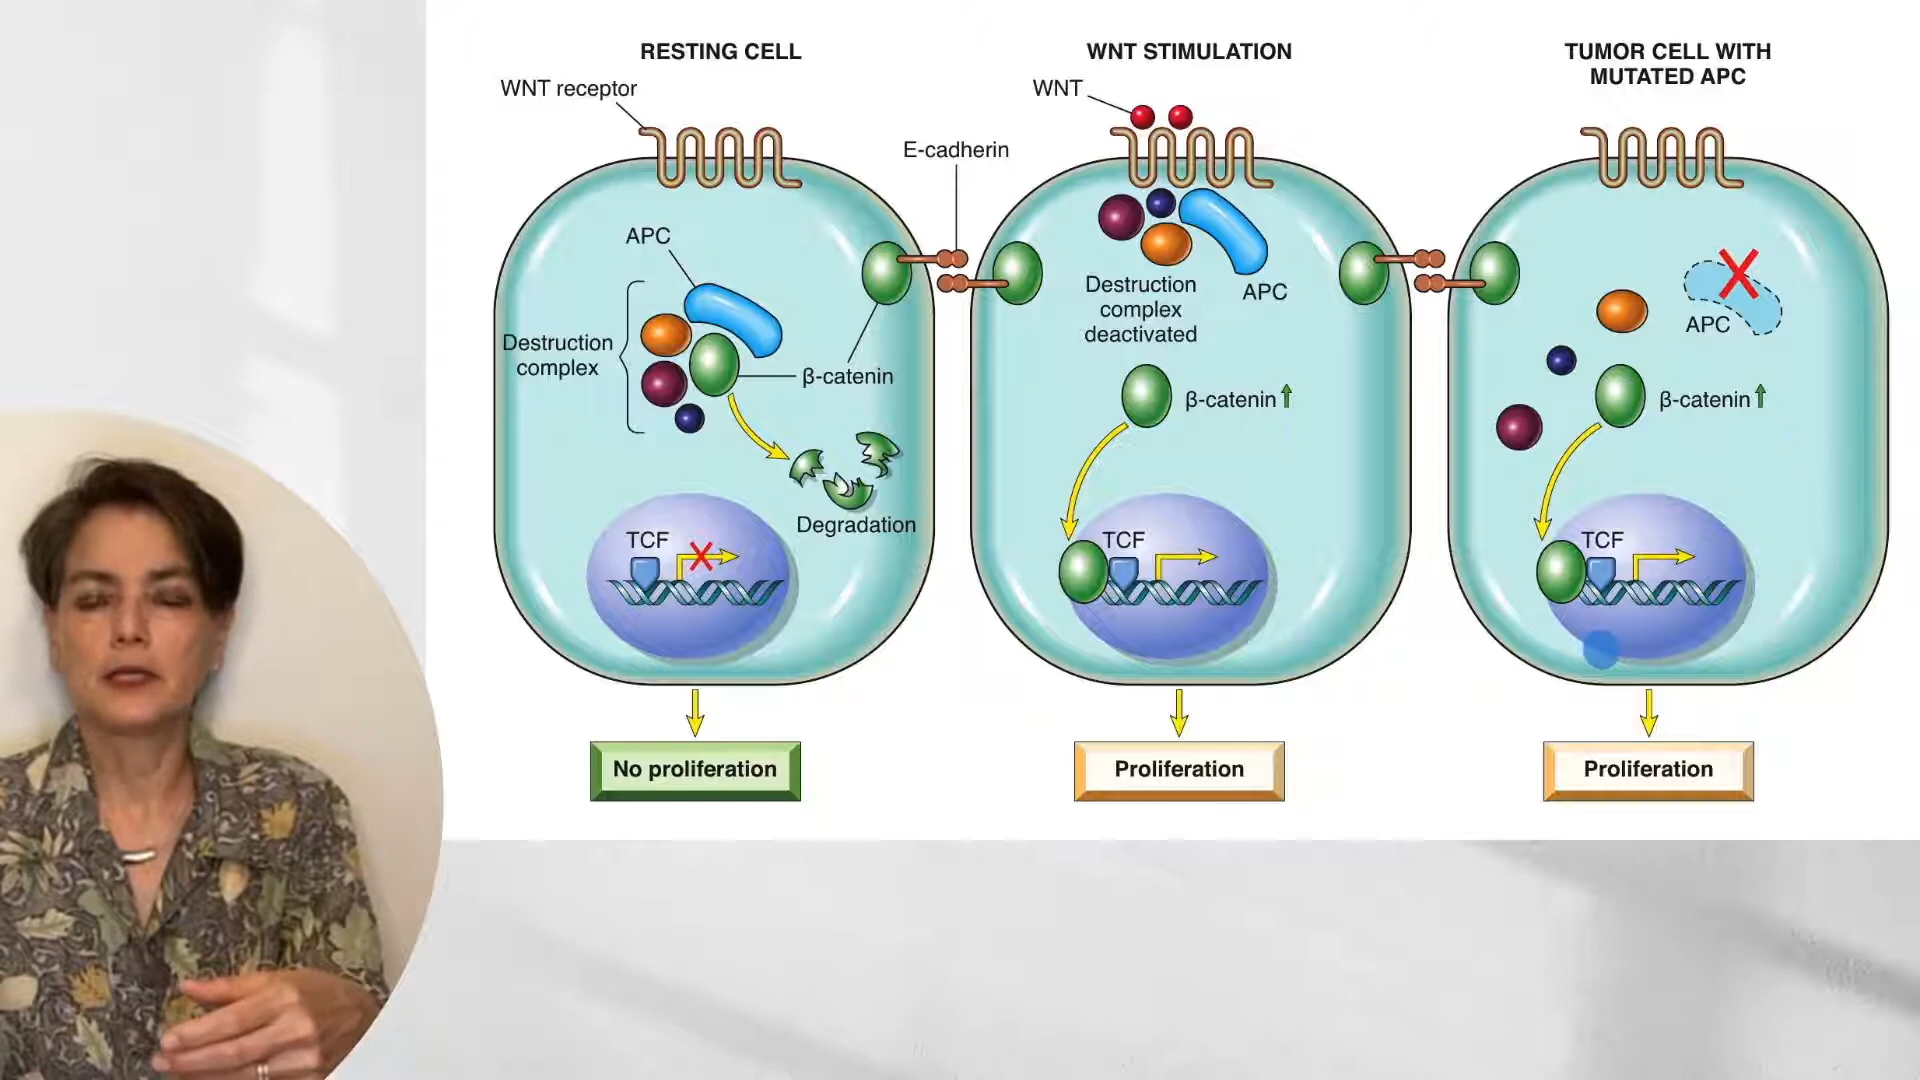 RESTING CELL
WNT receptor
APC
Destruction
complex
β-catenin
Degradation
TCF
No proliferation
E-cadherin
WNT STIMULATION
WNT
Destruction
complex
deactivated
APC
β-catenin↑
TCF
Proliferation
TUMOR CELL WITH
MUTATED APC
APC
β-catenin↑
TCF
Proliferation